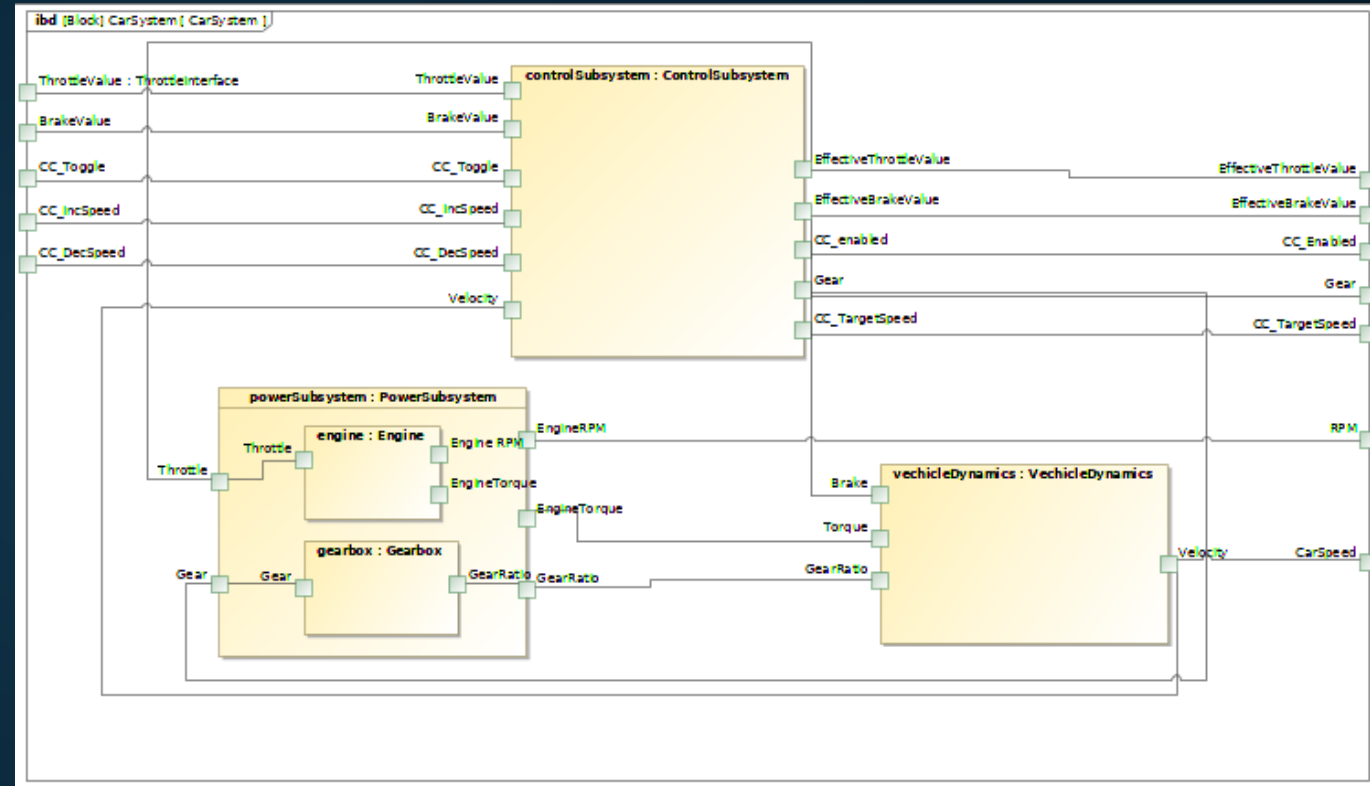 ibd [Block] CarSystem [ CarSystem ]
ThrottleValue : ThrottleInterface
ThrottleValue
controlSubsystem : ControlSubsystem
BrakeValue
BrakeValue
CC_Toggle
CC_Toggle
EffectiveThrottleValue
EffectiveThrottleValue
CC_IncSpeed
CC_IncSpeed
EffectiveBrakeValue
EffectiveBrakeValue
CC_DecSpeed
CC_DecSpeed
CC_enabled
CC_Enabled
Velocity
Gear
Gear
CC_TargetSpeed
CC_TargetSpeed
powerSubsystem : PowerSubsystem
engine : Engine
Throttle
Engine RPM
EngineRPM
RPM
Throttle
EngineTorque
EngineTorque
vechicleDynamics : VechicleDynamics
Brake
Torque
gearbox : Gearbox
Gear
Gear
GearRatio
GearRatio
GearRatio
Velocity
CarSpeed